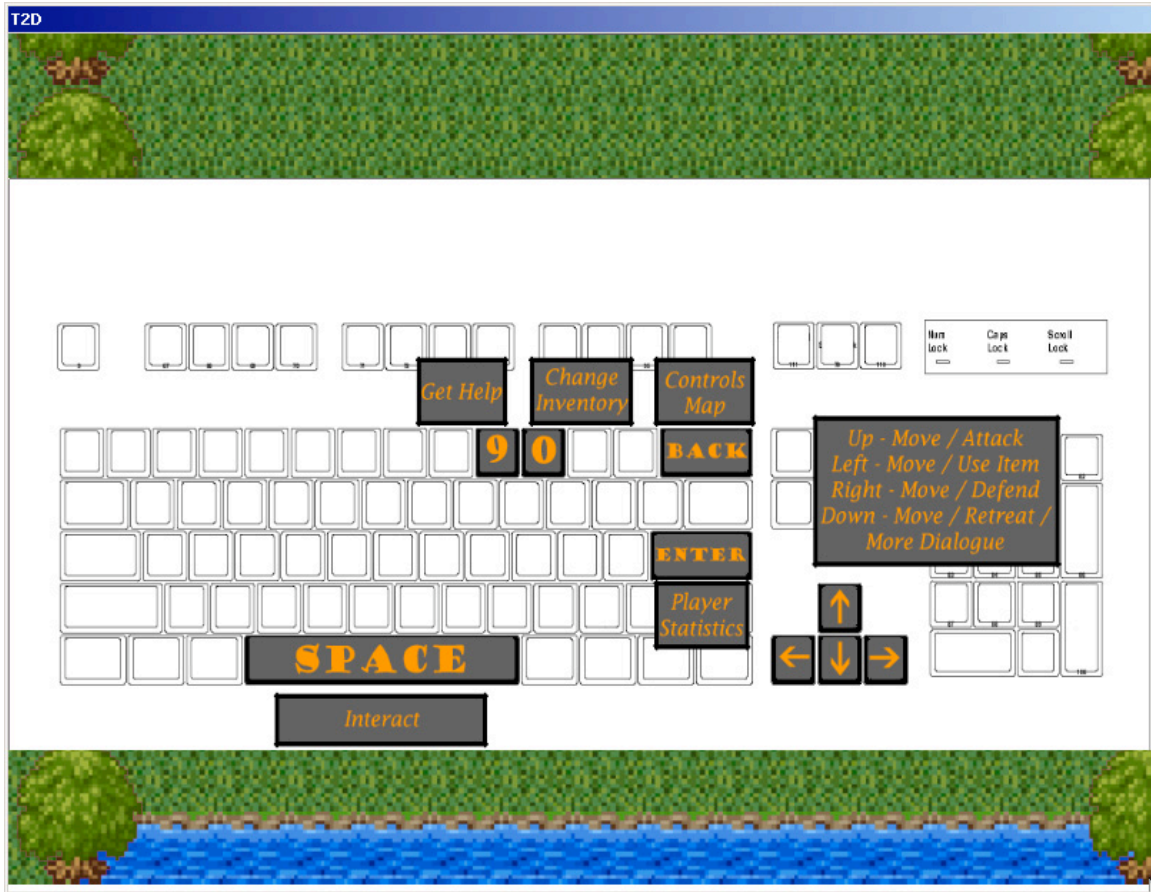 T2D
Num
Lock
Caps
Lock
Scroll
Lock
Get Help
Change
Inventory
Controls
Map
9
0
BACK
Up - Move / Attack
Left - Move / Use Item
Right - Move / Defend
Down - Move / Retreat /
More Dialogue
ENTER
Player
Statistics
↑
SPACE
← ↓ →
Interact